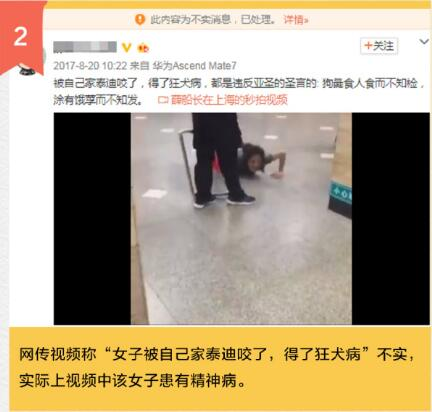 2
此内容为不实消息，已处理。 详情»
+关注
2017-8-20 10:22 来自 华为Ascend Mate7
被自己家泰迪咬了，得了狂犬病，都是违反亚圣的圣言的: 狗彘食人食而不知检，
涂有饿莩而不知发。 薛船长在上海的秒拍视频
小心
网传视频称“女子被自己家泰迪咬了，得了狂犬病”不实，
实际上视频中该女子患有精神病。